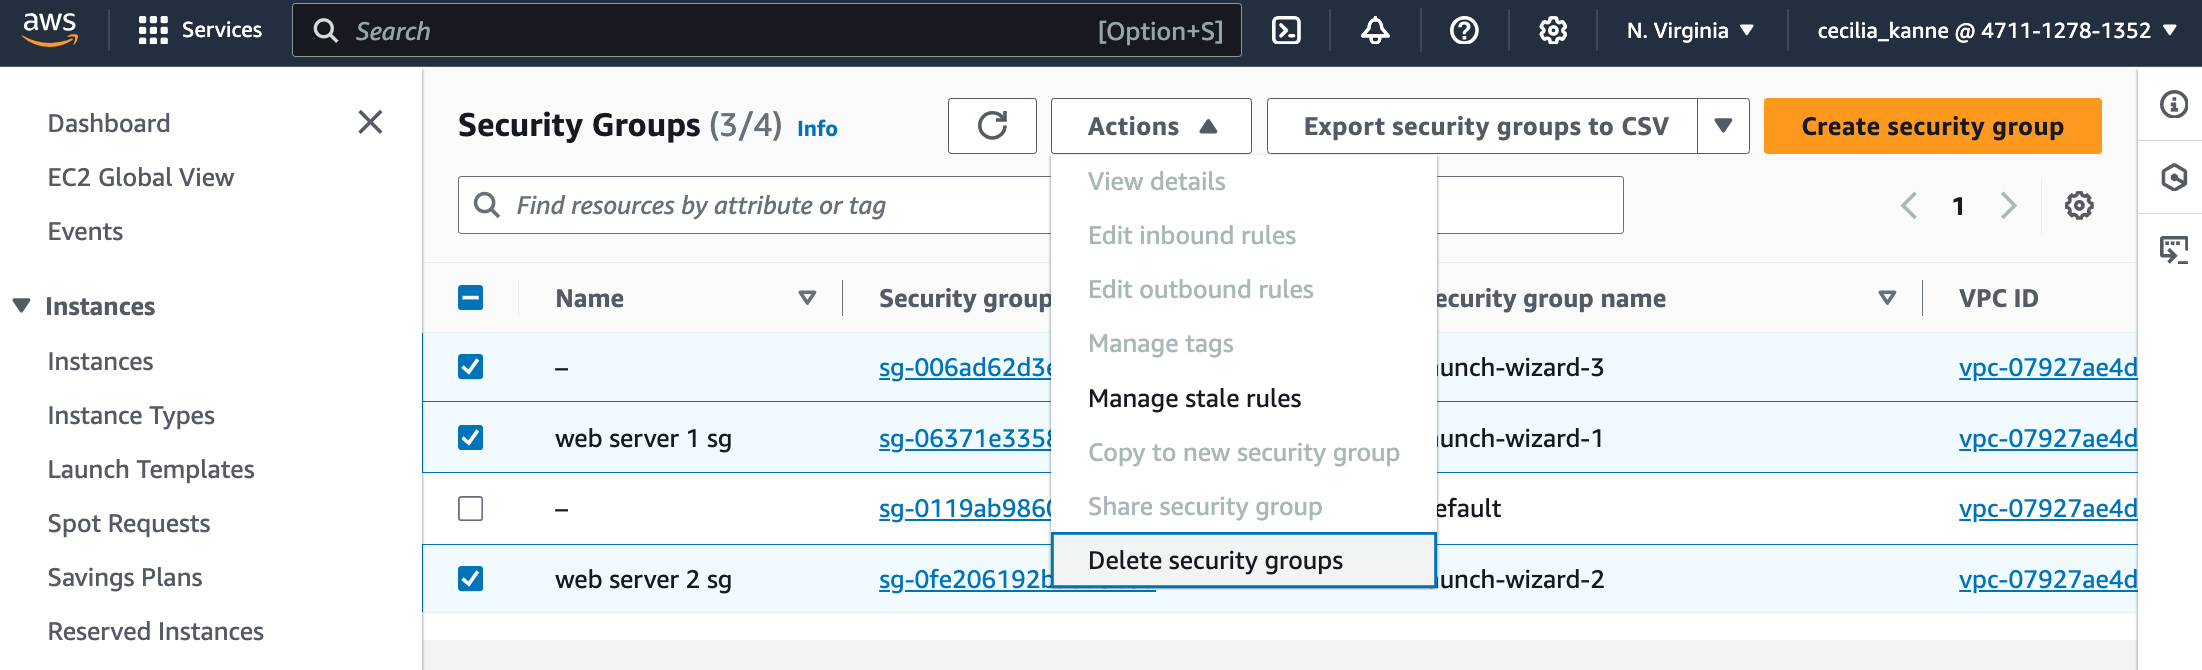 aws
Services
Search
[Option+S]
N. Virginia
cecilia_kanne @ 4711-1278-1352
Dashboard
EC2 Global View
Events
Instances
Instances
Instance Types
Launch Templates
Spot Requests
Savings Plans
Reserved Instances
Security Groups (3/4) Info
Actions
Export security groups to CSV
Create security group
Find resources by attribute or tag
1
View details
Edit inbound rules
Edit outbound rules
Manage tags
Manage stale rules
Copy to new security group
Share security group
Delete security groups
Name
Security group
ecurity group name
VPC ID
– sg-006ad62d3e unch-wizard-3 vpc-07927ae4d
web server 1 sg sg-06371e3358 unch-wizard-1 vpc-07927ae4d
– sg-0119ab9860 efault vpc-07927ae4d
web server 2 sg sg-0fe206192b unch-wizard-2 vpc-07927ae4d